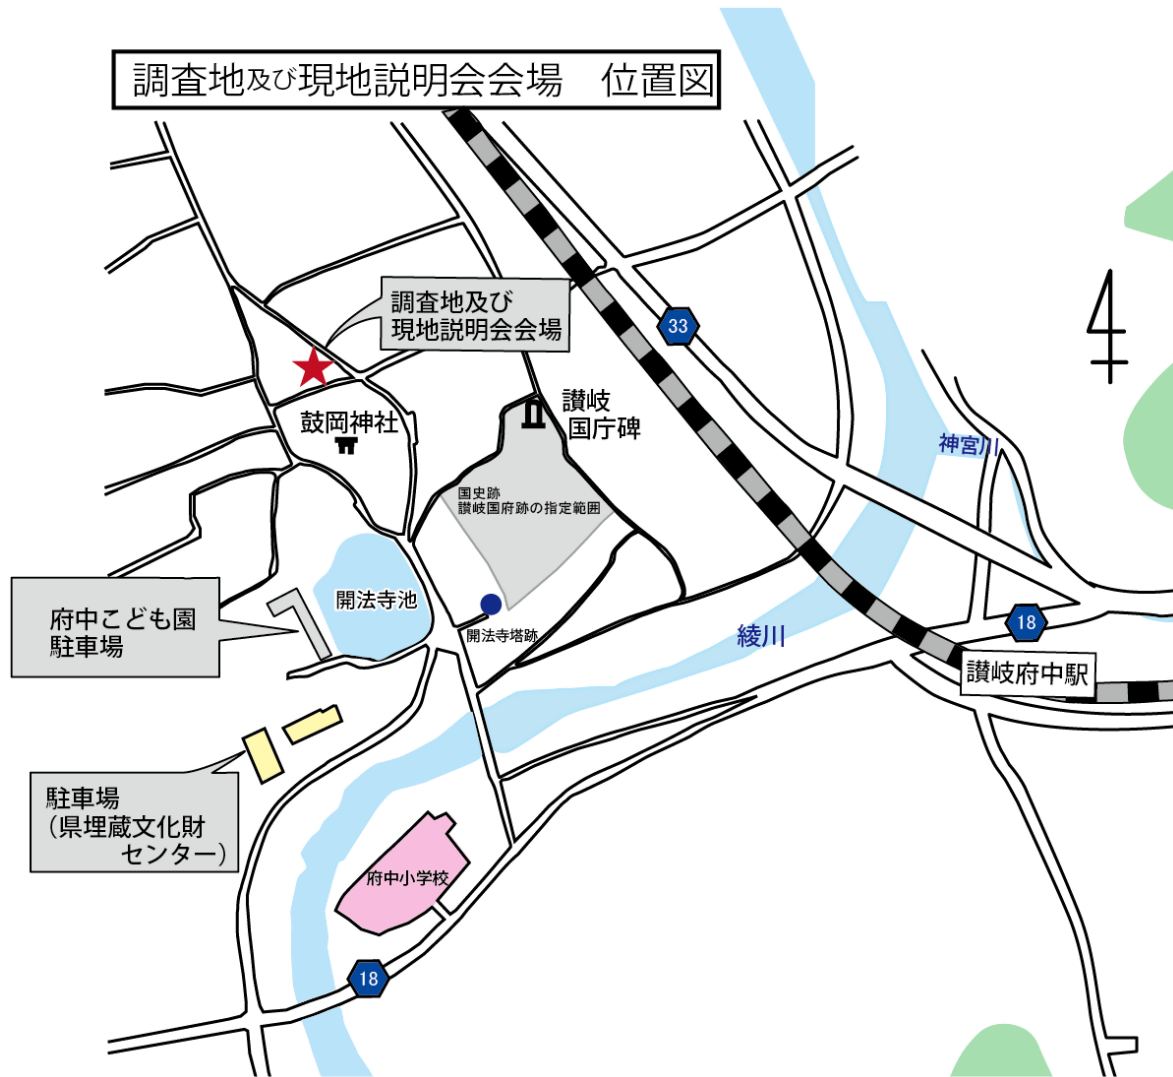 調査地及び現地説明会会場　位置図
調査地及び
現地説明会会場
33
讃岐
国庁碑
鼓岡神社
神宮川
国史跡
讃岐国府跡の指定範囲
府中こども園
駐車場
開法寺池
開法寺塔跡
綾川
18
讃岐府中駅
駐車場
（県埋蔵文化財
センター）
府中小学校
18